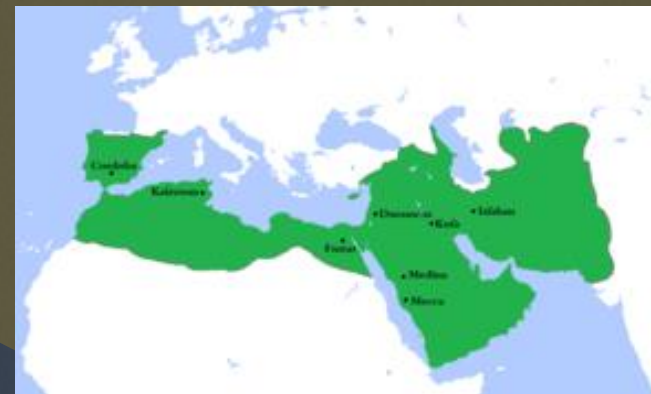 Cordoba
Kairouan
Damascus
Isfahan
Kufa
Fustat
Medina
Mecca